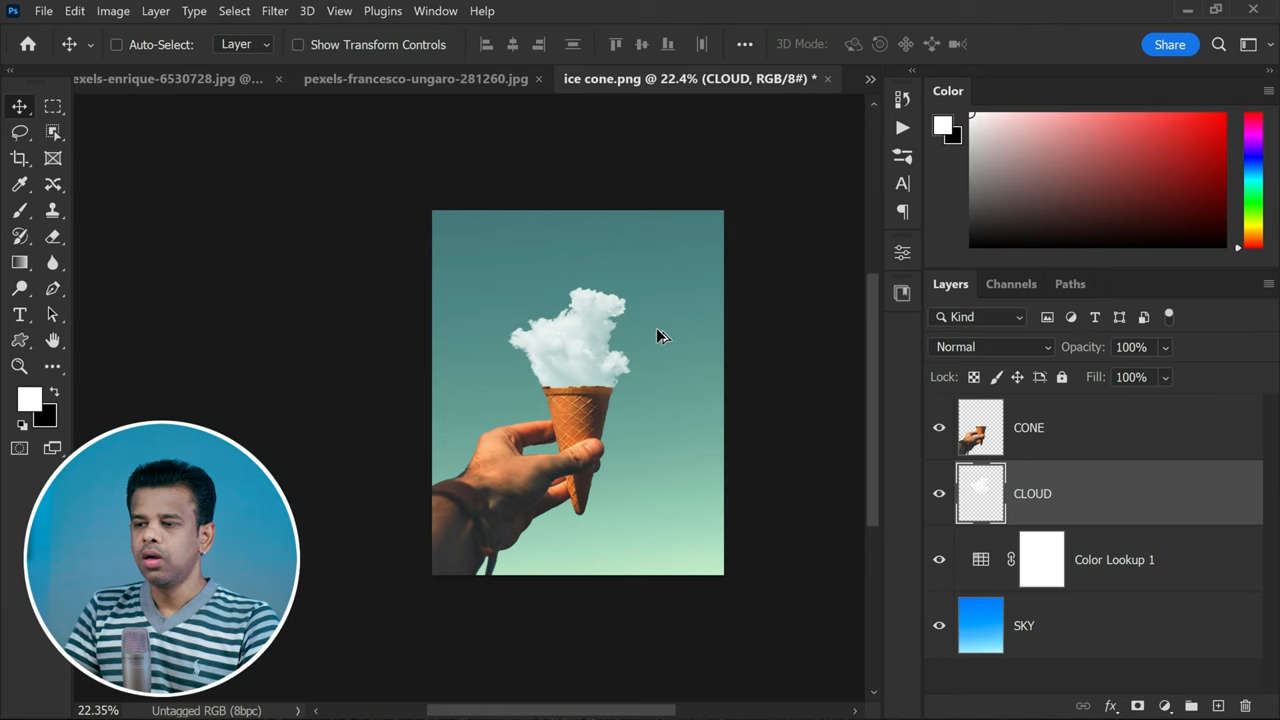 Ps File Edit Image Layer Type Select Filter 3D View Plugins Window Help
Auto-Select: Layer Show Transform Controls 3D Mode: Share
exels-enrique-6530728.jpg @... × pexels-francesco-ungaro-281260.jpg × ice cone.png @ 22.4% (CLOUD, RGB/8#) * ×
Color
Layers Channels Paths
Kind
Normal Opacity: 100%
Lock: Fill: 100%
CONE
CLOUD
Color Lookup 1
SKY
22.35% Untagged RGB (8bpc)